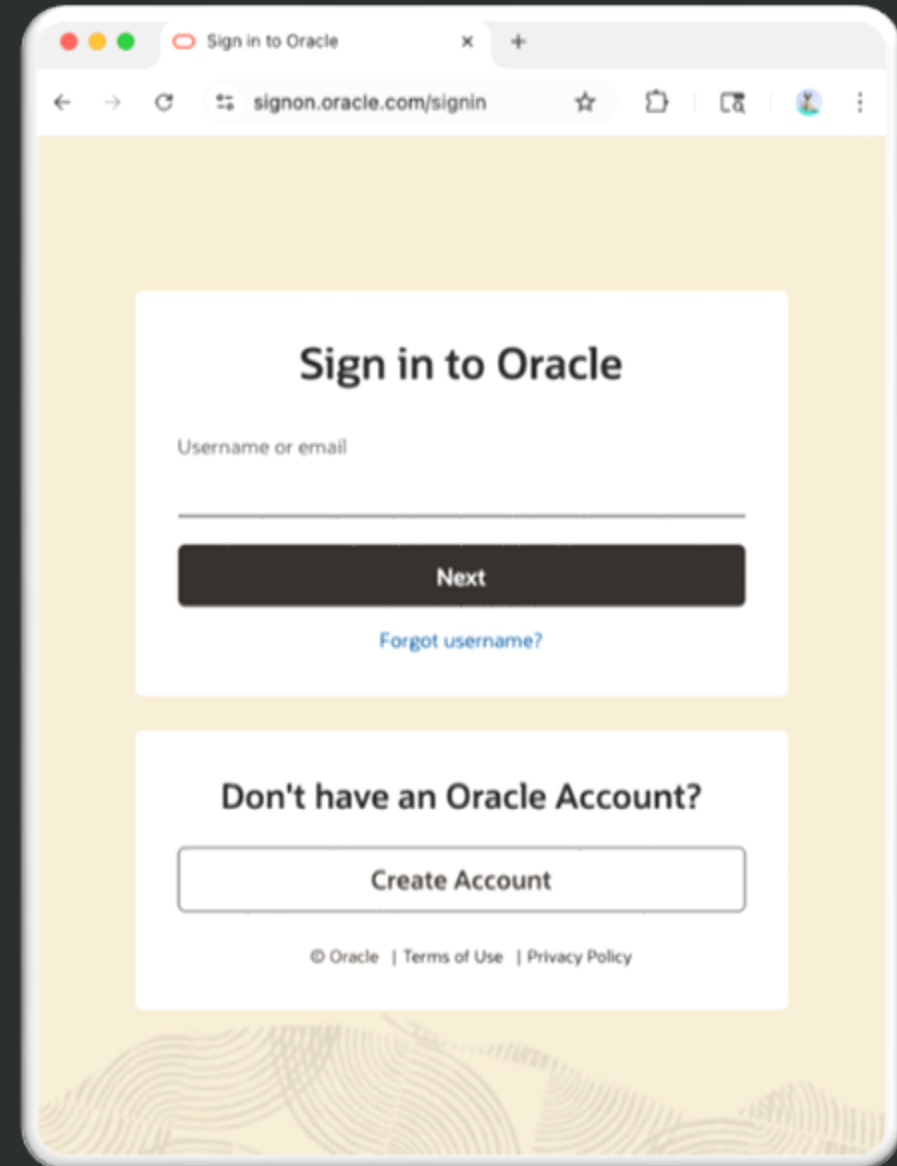 Sign in to Oracle
signon.oracle.com/signin
Sign in to Oracle
Username or email
Next
Forgot username?
Don't have an Oracle Account?
Create Account
© Oracle | Terms of Use | Privacy Policy